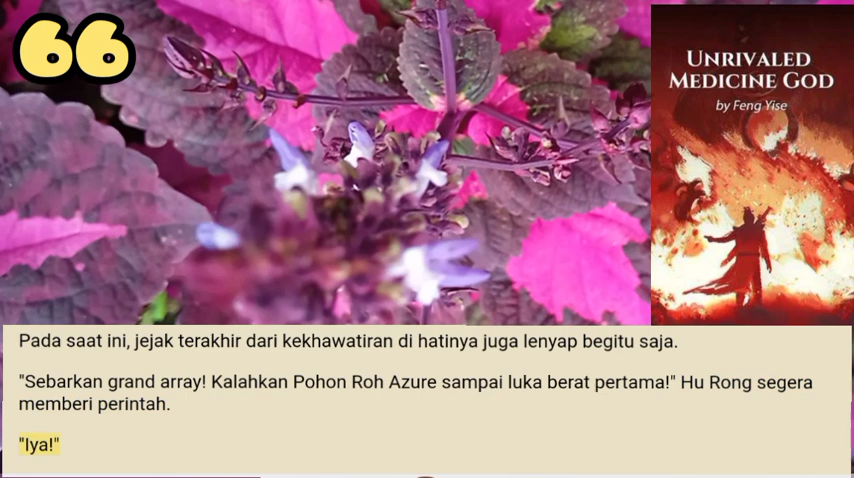 66
UNRIVALED
MEDICINE GOD
by Feng Yise
Pada saat ini, jejak terakhir dari kekhawatiran di hatinya juga lenyap begitu saja.
"Sebarkan grand array! Kalahkan Pohon Roh Azure sampai luka berat pertama!" Hu Rong segera
memberi perintah.
"Iya!"